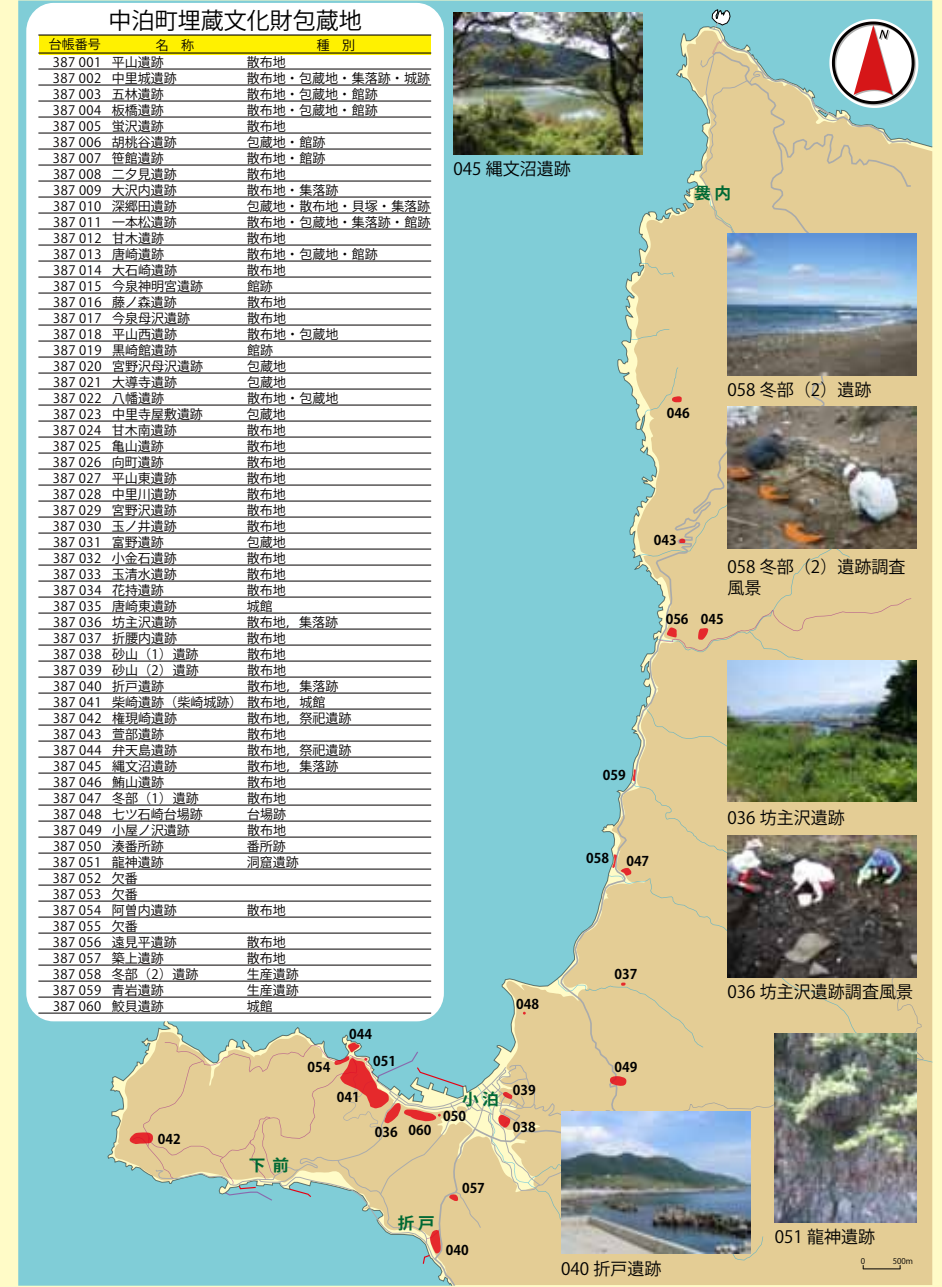 中泊町埋蔵文化財包蔵地
台帳番号 名 称 種 別
387 001 平山遺跡 散布地
387 002 中里城遺跡 散布地・包蔵地・集落跡・城跡
387 003 五林遺跡 散布地・包蔵地・館跡
387 004 板橋遺跡 散布地・包蔵地・館跡
387 005 蛍沢遺跡 散布地
387 006 胡桃谷遺跡 包蔵地・館跡
387 007 笹館遺跡 散布地・館跡
387 008 二夕見遺跡 散布地
387 009 大沢内遺跡 散布地・集落跡
387 010 深郷田遺跡 包蔵地・散布地・貝塚・集落跡
387 011 一本松遺跡 散布地・包蔵地・集落跡・館跡
387 012 甘木遺跡 散布地
387 013 唐崎遺跡 散布地・包蔵地・館跡
387 014 大石崎遺跡 散布地
387 015 今泉神明宮遺跡 館跡
387 016 藤ノ森遺跡 散布地
387 017 今泉母沢遺跡 散布地
387 018 平山西遺跡 散布地・包蔵地
387 019 黒崎館遺跡 館跡
387 020 宮野沢母沢遺跡 包蔵地
387 021 大導寺遺跡 包蔵地
387 022 八幡遺跡 散布地・包蔵地
387 023 中里寺屋敷遺跡 包蔵地
387 024 甘木南遺跡 散布地
387 025 亀山遺跡 散布地
387 026 向町遺跡 散布地
387 027 平山東遺跡 散布地
387 028 中里川遺跡 散布地
387 029 宮野沢遺跡 散布地
387 030 玉ノ井遺跡 散布地
387 031 富野遺跡 包蔵地
387 032 小金石遺跡 散布地
387 033 玉清水遺跡 散布地
387 034 花持遺跡 散布地
387 035 唐崎東遺跡 城館
387 036 坊主沢遺跡 散布地，集落跡
387 037 折腰内遺跡 散布地
387 038 砂山（1）遺跡 散布地
387 039 砂山（2）遺跡 散布地
387 040 折戸遺跡 散布地，集落跡
387 041 柴崎遺跡（柴崎城跡） 散布地，城館
387 042 権現崎遺跡 散布地，祭祀遺跡
387 043 萱部遺跡 散布地
387 044 弁天島遺跡 散布地，祭祀遺跡
387 045 縄文沼遺跡 散布地，集落跡
387 046 鮪山遺跡 散布地
387 047 冬部（1）遺跡 散布地
387 048 七ツ石崎台場跡 台場跡
387 049 小屋ノ沢遺跡 散布地
387 050 湊番所跡 番所跡
387 051 龍神遺跡 洞窟遺跡
387 052 欠番
387 053 欠番
387 054 阿曽内遺跡 散布地
387 055 欠番
387 056 遠見平遺跡 散布地
387 057 築上遺跡 散布地
387 058 冬部（2）遺跡 生産遺跡
387 059 青岩遺跡 生産遺跡
387 060 鮫貝遺跡 城館
045 縄文沼遺跡
N
袰内
058 冬部（2）遺跡
046
043
058 冬部（2）遺跡調査
風景
056
045
059
036 坊主沢遺跡
058
047
037
036 坊主沢遺跡調査風景
048
044
054
051
049
041
039
小泊
036
060
050
038
042
下前
057
折戸
040
040 折戸遺跡
051 龍神遺跡
0 500m